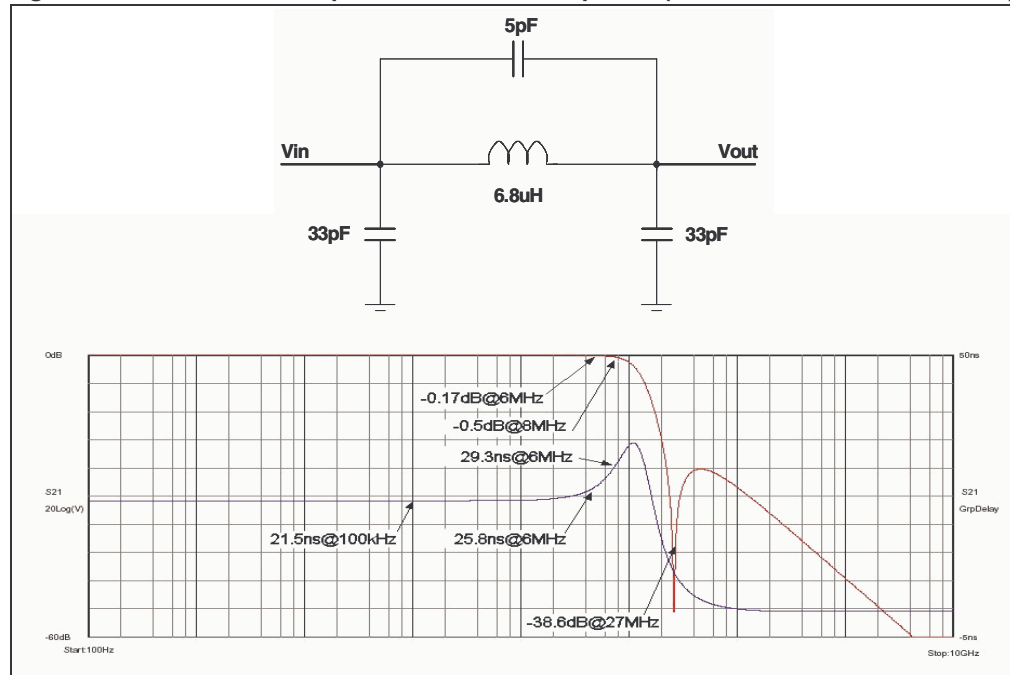 5pF
Vin
Vout
6.8uH
33pF
33pF
0dB
50ns
-0.17dB@6MHz
-0.5dB@8MHz
29.3ns@6MHz
S21
20Log(V)
S21
GrpDelay
21.5ns@100kHz
25.8ns@6MHz
-38.6dB@27MHz
-60dB
-5ns
Start:100Hz
Stop:10GHz